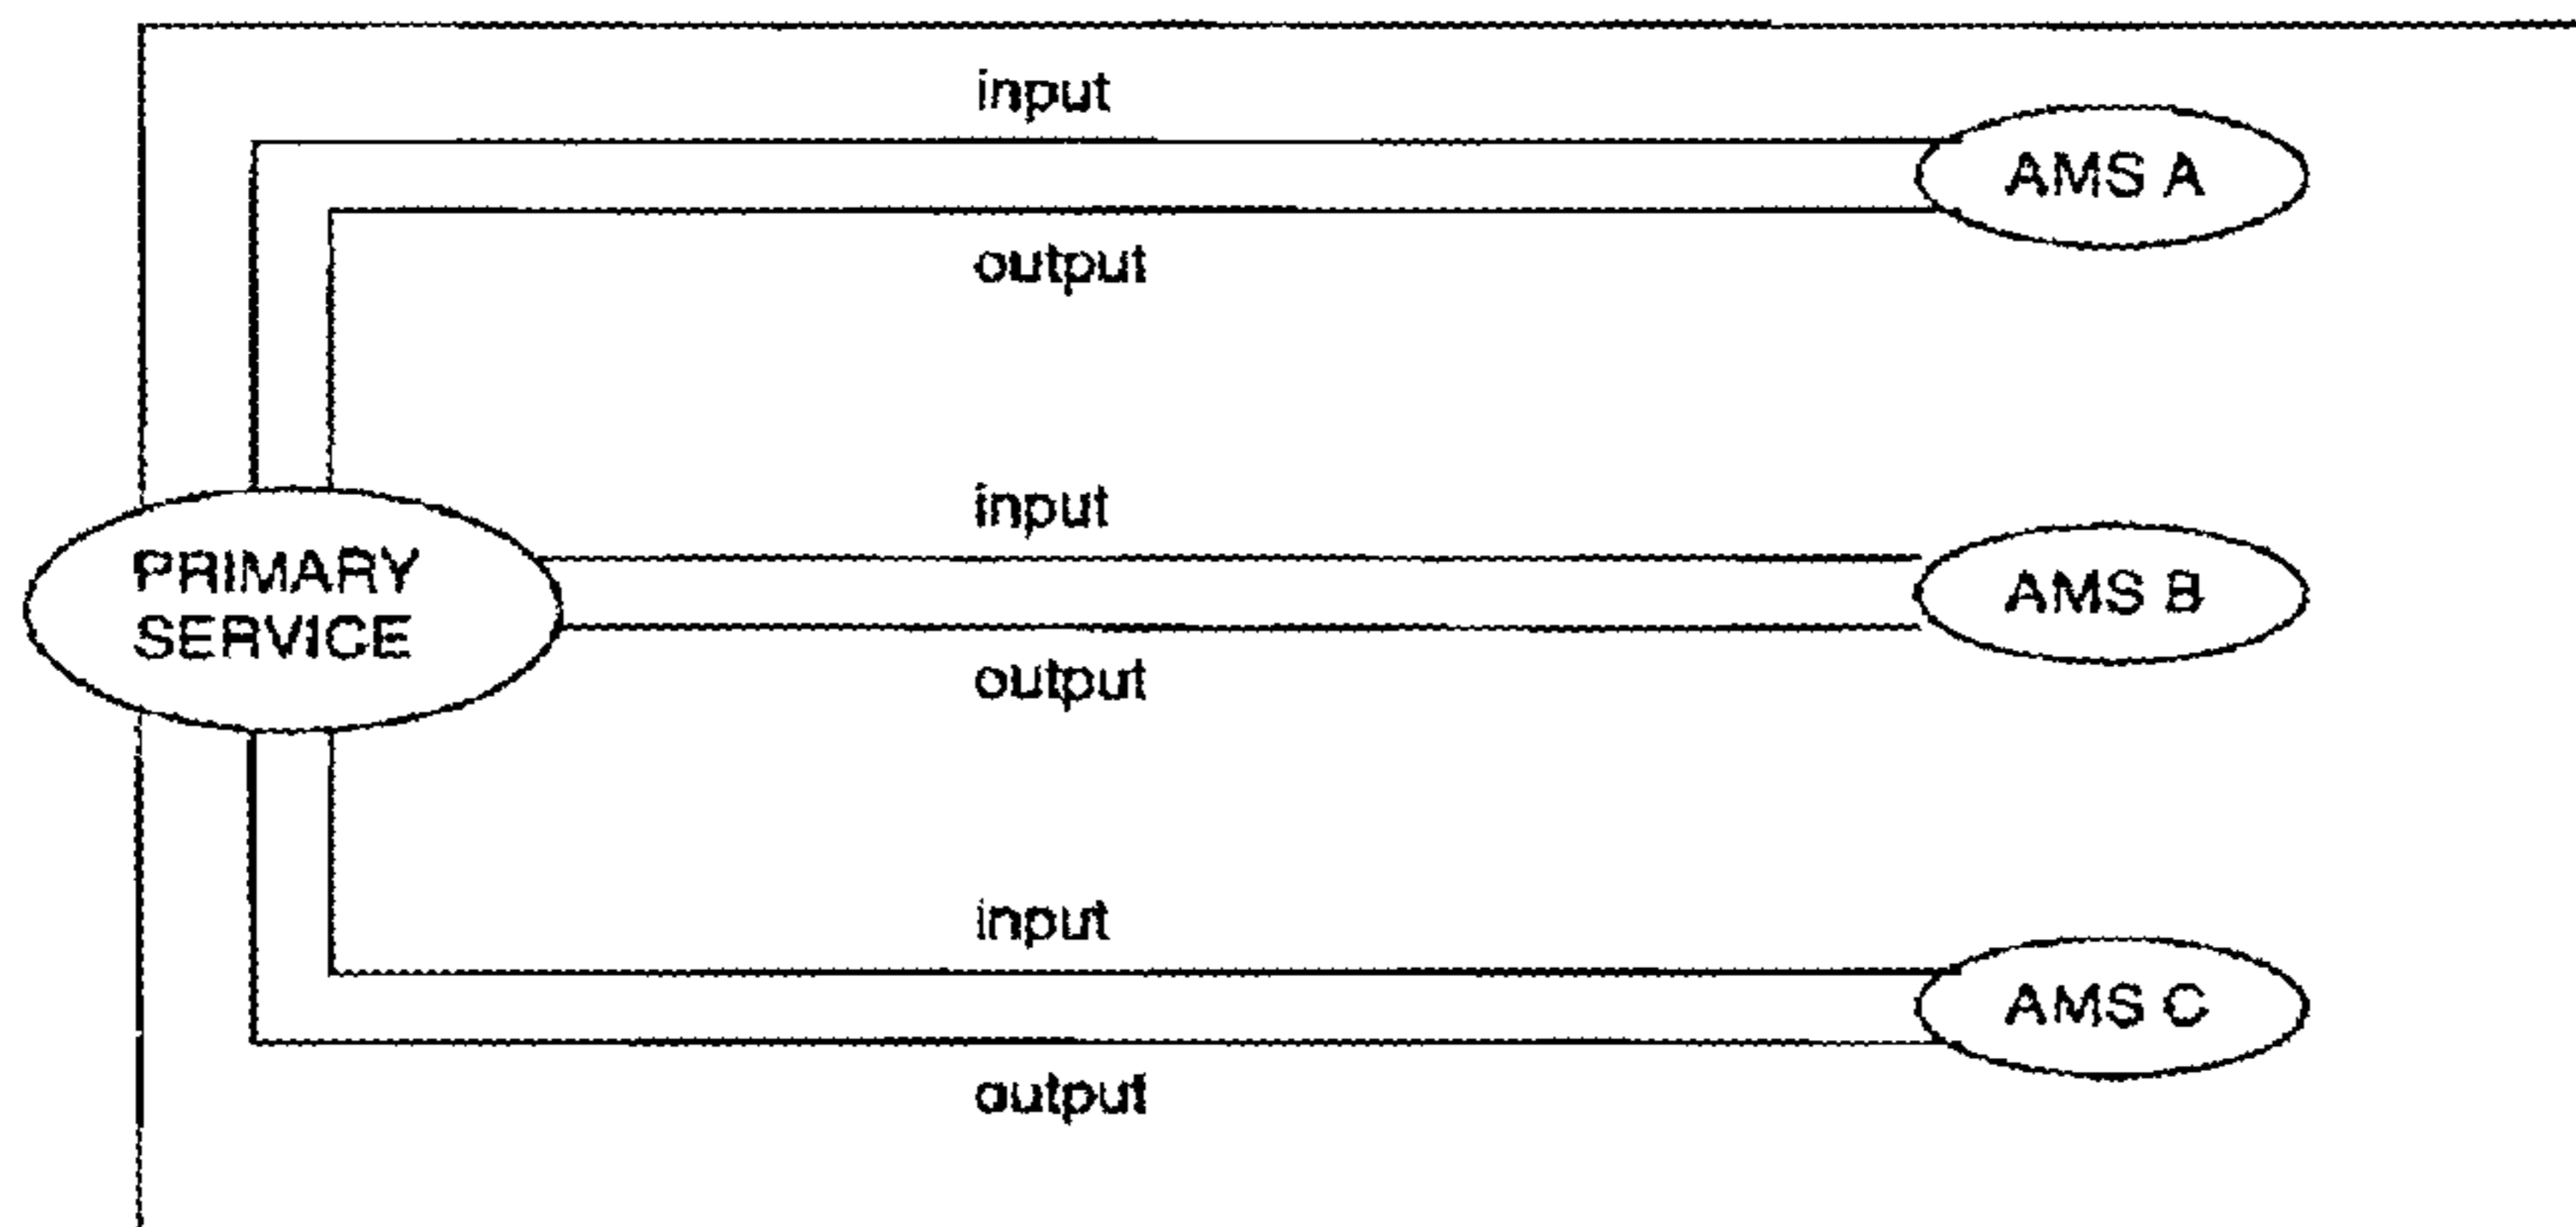 input
AMS A
output
input
PRIMARY
SERVICE
AMS B
output
input
AMS C
output